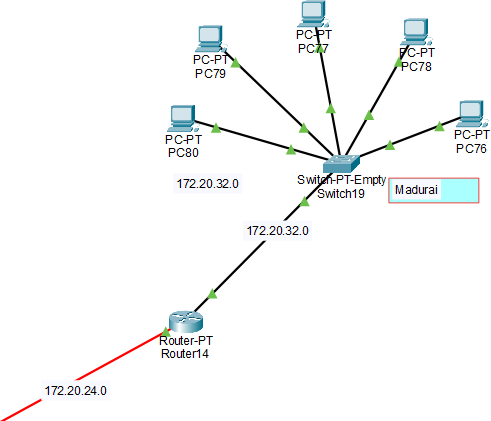 PC-PT
PC77
PC-PT
PC79
PC-PT
PC78
PC-PT
PC80
PC-PT
PC76
172.20.32.0
Switch-PT-Empty
Switch19
Madurai
172.20.32.0
Router-PT
Router14
172.20.24.0